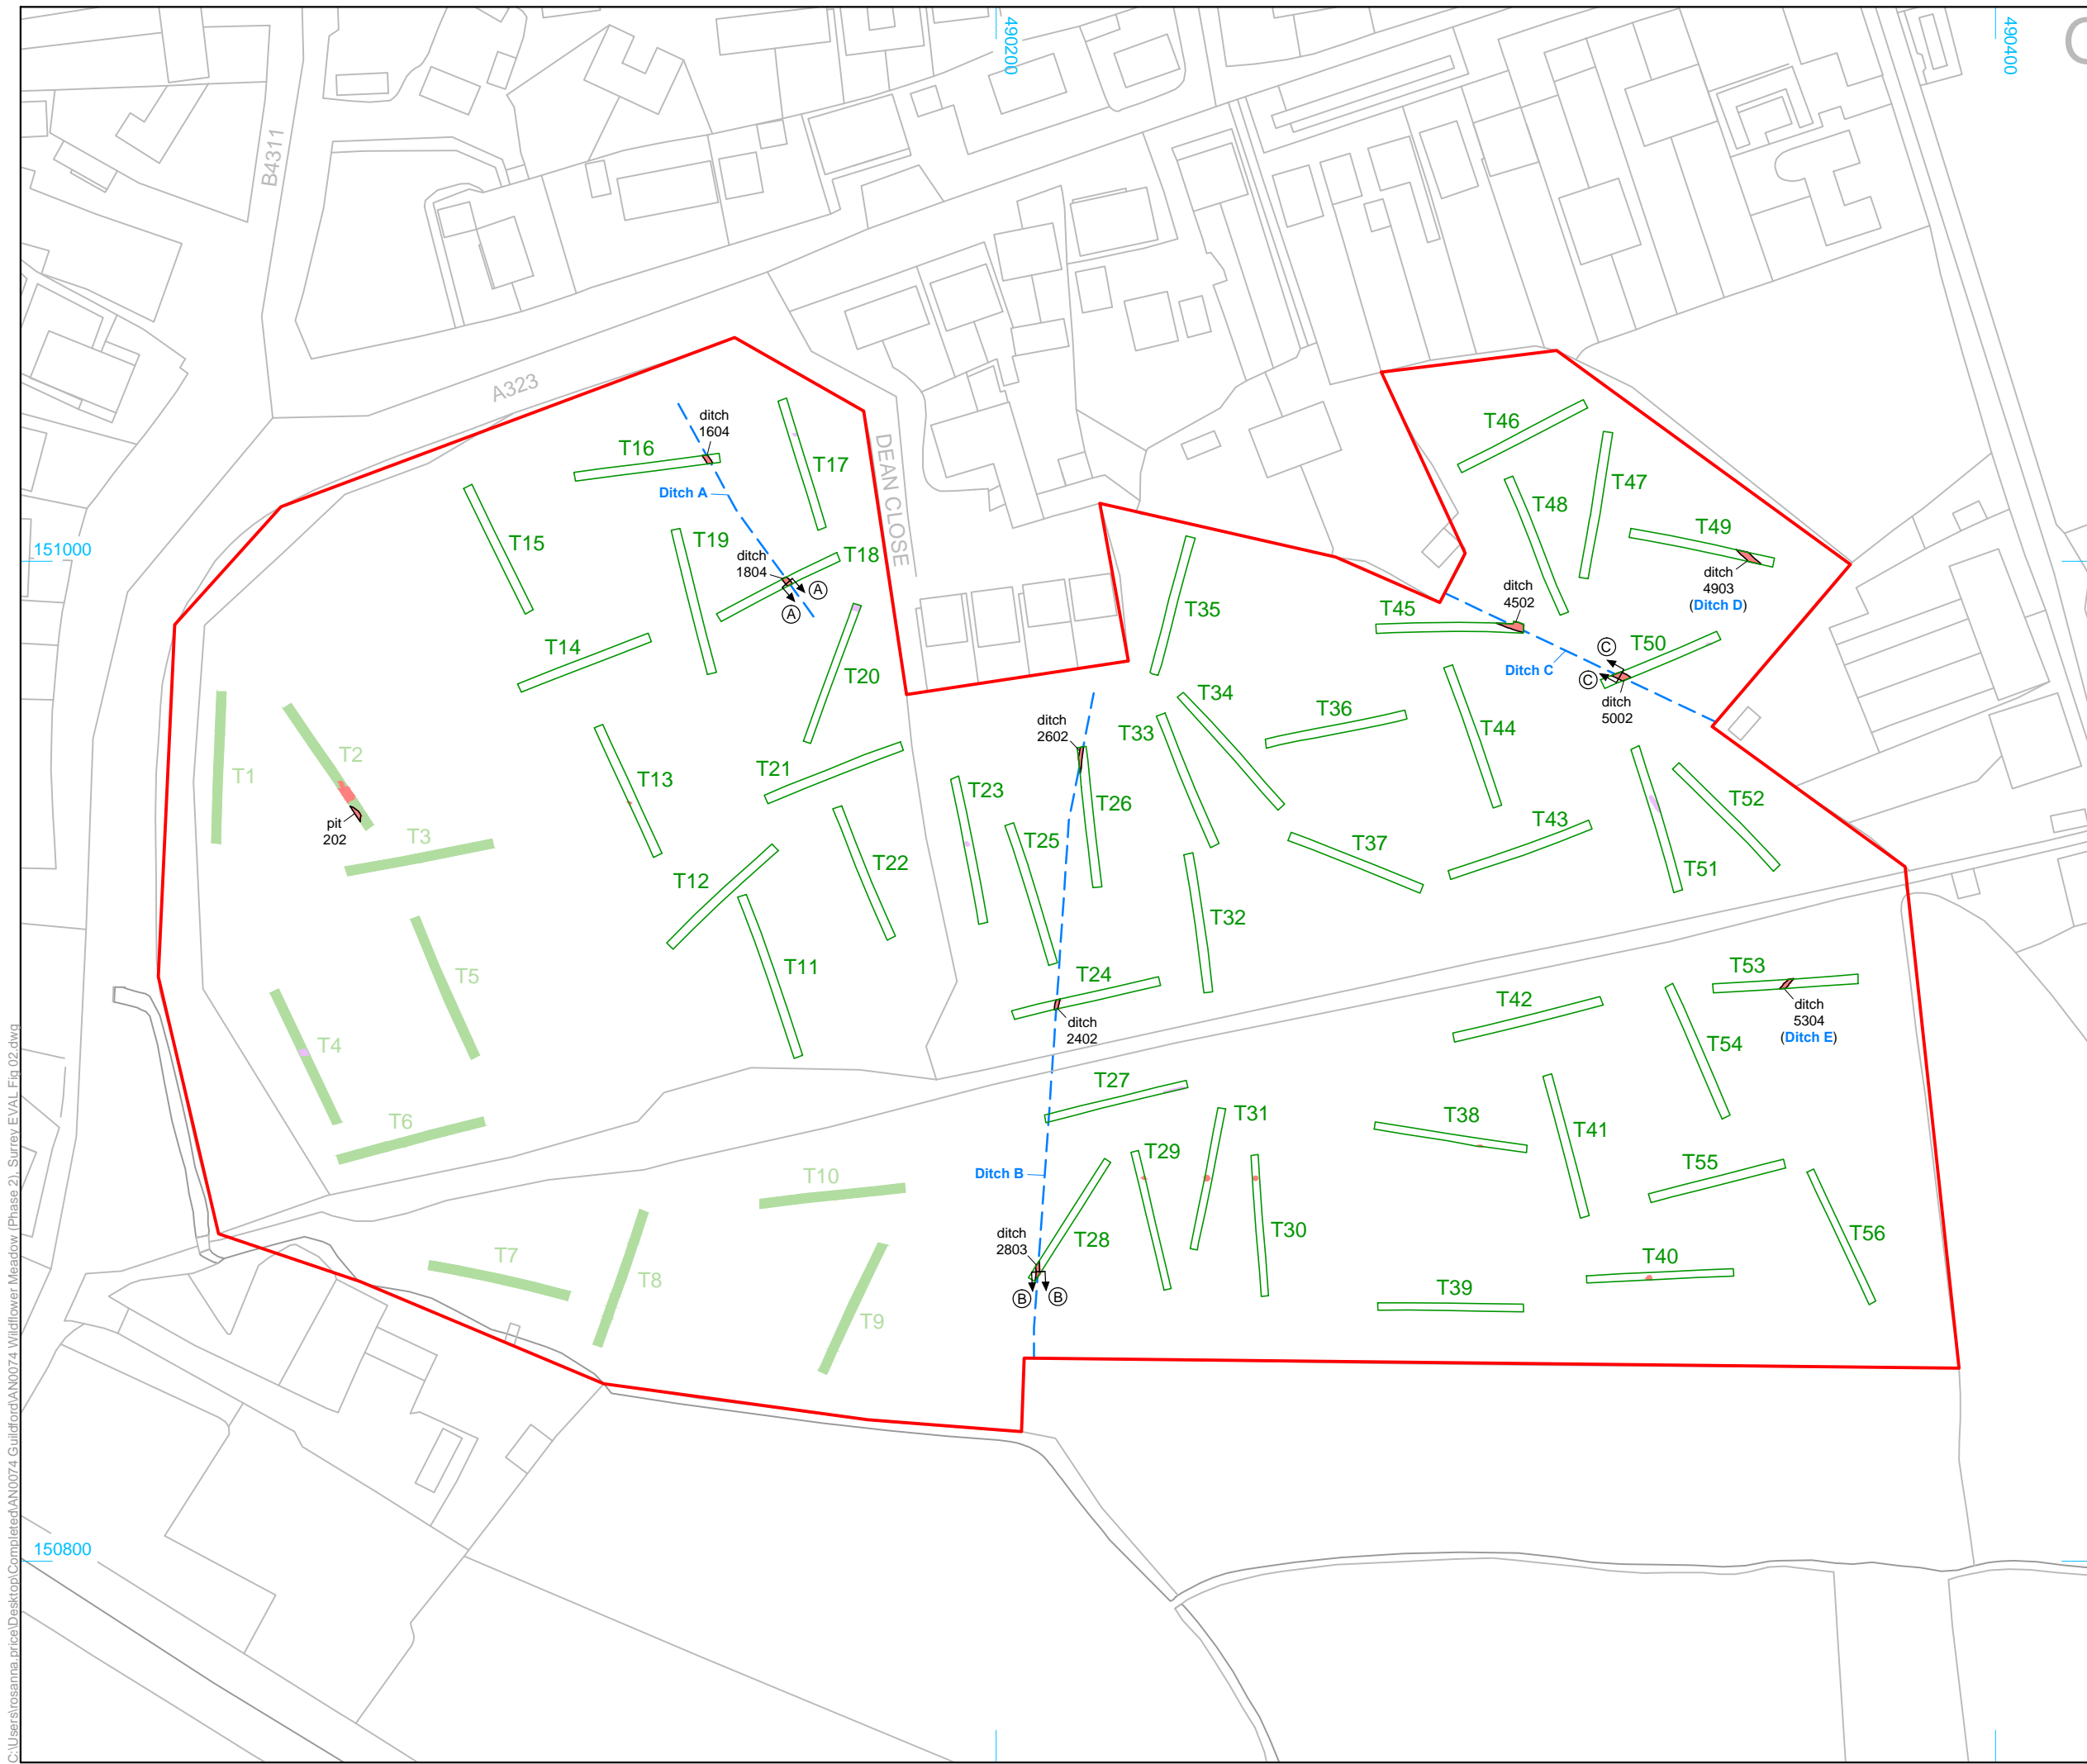 490200
490400
B4311
A323
DEAN CLOSE
151000
150800
ditch
1604
T16
T17
Ditch A
T15
T19
ditch
1804
T18
A
A
T14
T20
T1
T2
T13
T21
pit
202
T3
T12
T22
T5
T11
T4
T6
T10
T7
T8
T9
T46
T47
T48
T49
ditch
4903
(Ditch D)
ditch
4502
T45
T35
C
T50
Ditch C
C
ditch
5002
ditch
2602
T33
T34
T36
T44
T23
T26
T25
T37
T43
T52
T51
T32
T24
ditch
2402
T42
T53
ditch
5304
(Ditch E)
T54
T27
T31
T38
T41
T29
Ditch B
T55
ditch
2803
T28
T30
T56
T40
B
B
T39
C:\Users\rosanna.price\Desktop\Completed\AN0074 Guildford\AN0074 Wildflower Meadow (Phase 2), Surrey EVAL Fig 02.dwg